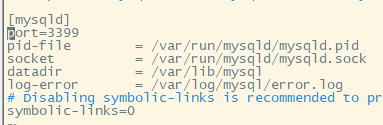 [mysqld]
port=3399
pid-file = /var/run/mysqld/mysqld.pid
socket = /var/run/mysqld/mysqld.sock
datadir = /var/lib/mysql
log-error = /var/log/mysql/error.log
# Disabling symbolic-links is recommended to pr
symbolic-links=0